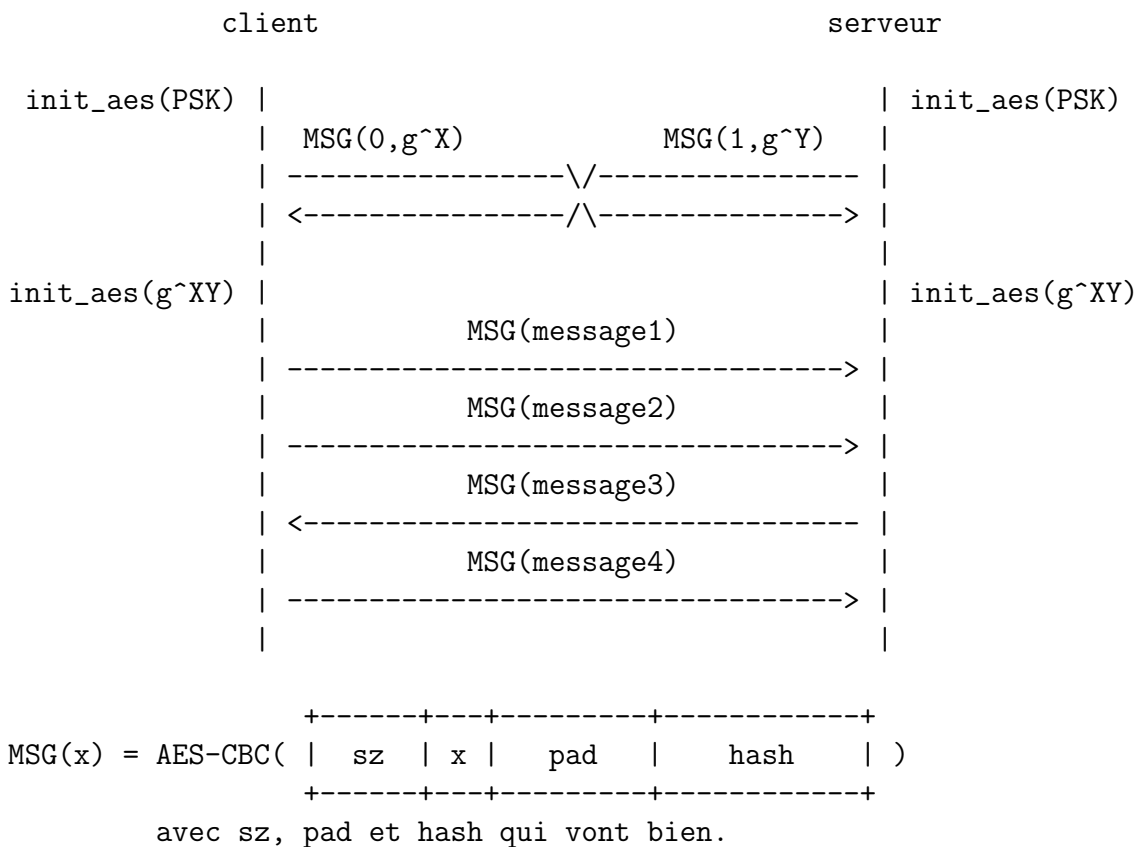 client                                serveur
init_aes(PSK) |                                      | init_aes(PSK)
| MSG(0,g^X)            MSG(1,g^Y)   |
| -----------------\/---------------- |
| <----------------/\---------------> |
|                                     |
init_aes(g^XY) |                                     | init_aes(g^XY)
|            MSG(message1)            |
| ----------------------------------> |
|            MSG(message2)            |
| ----------------------------------> |
|            MSG(message3)            |
| <---------------------------------- |
|            MSG(message4)            |
| ----------------------------------> |
|                                     |
+------+---+---------+------------+
MSG(x) = AES-CBC( |  sz  | x |   pad   |    hash    | )
+------+---+---------+------------+
avec sz, pad et hash qui vont bien.